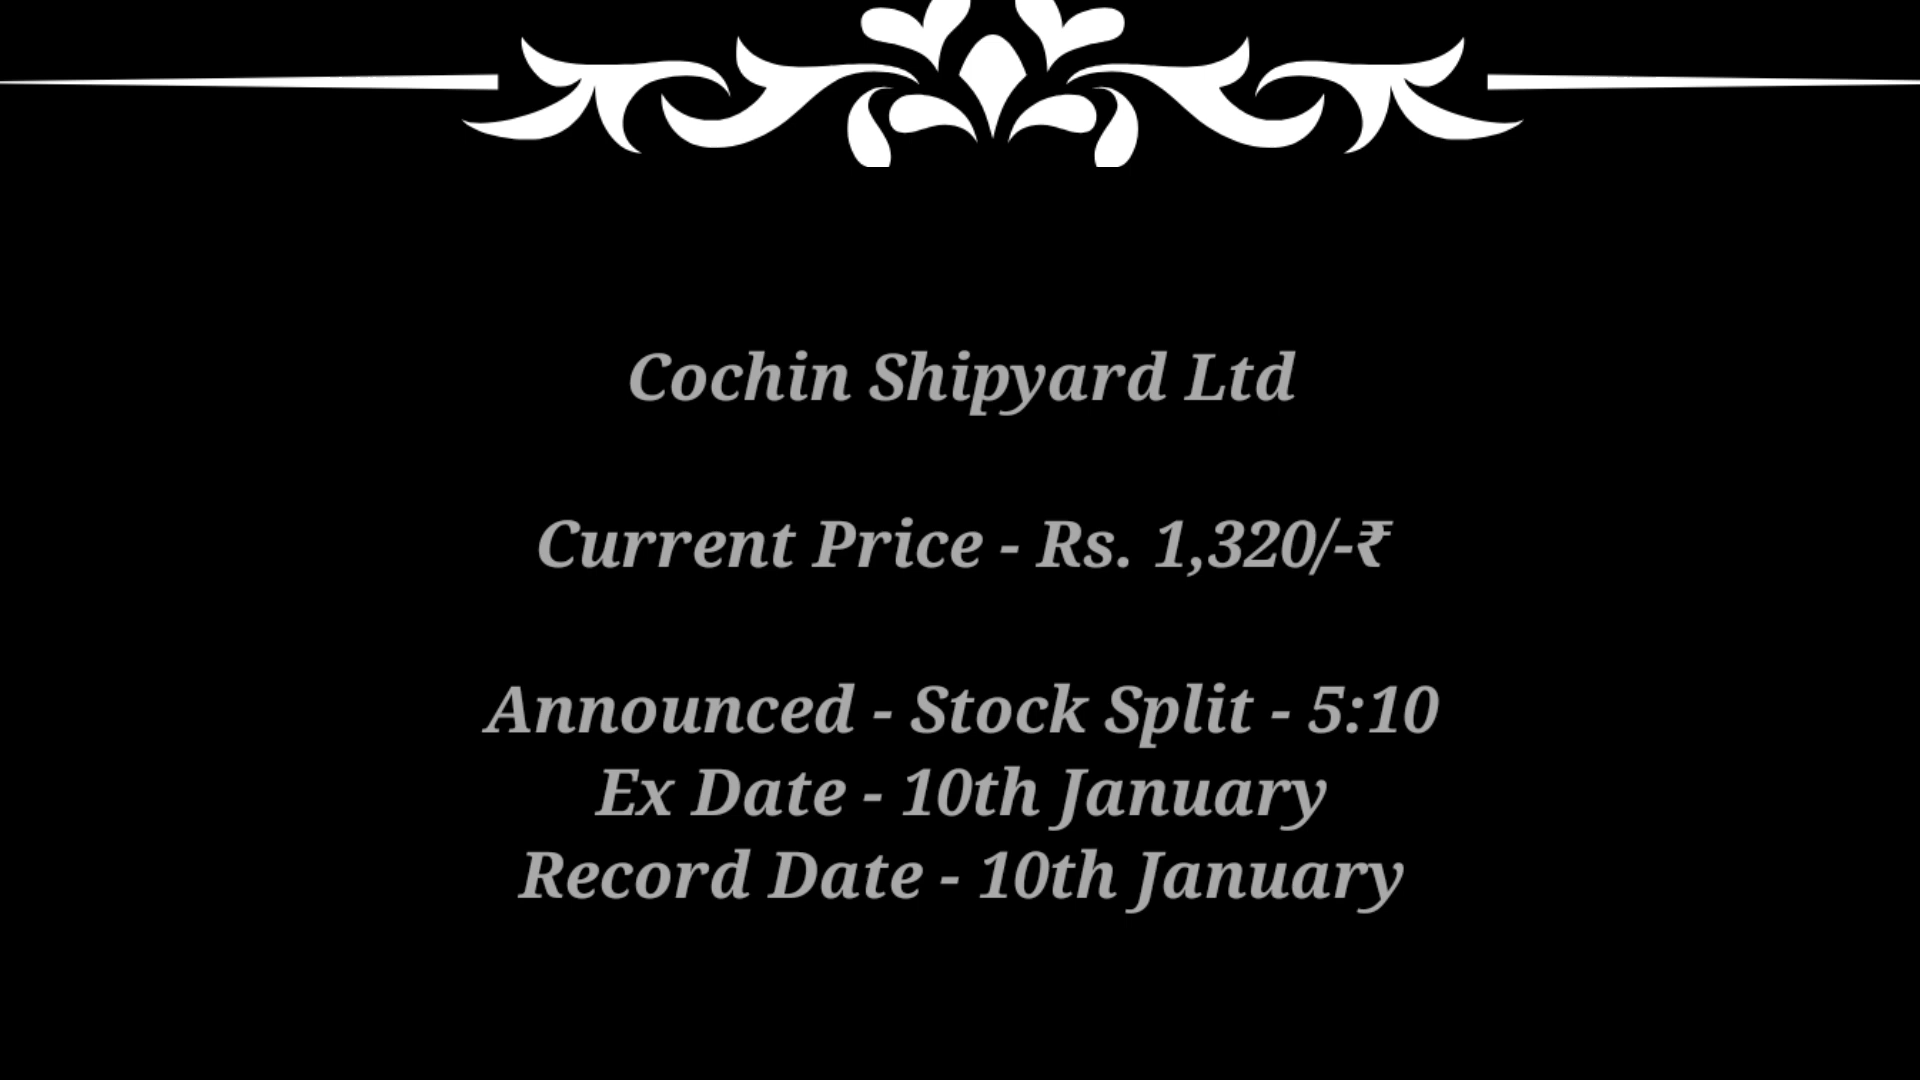 Cochin Shipyard Ltd
Current Price - Rs. 1,320/-₹
Announced - Stock Split - 5:10
Ex Date - 10th January
Record Date - 10th January